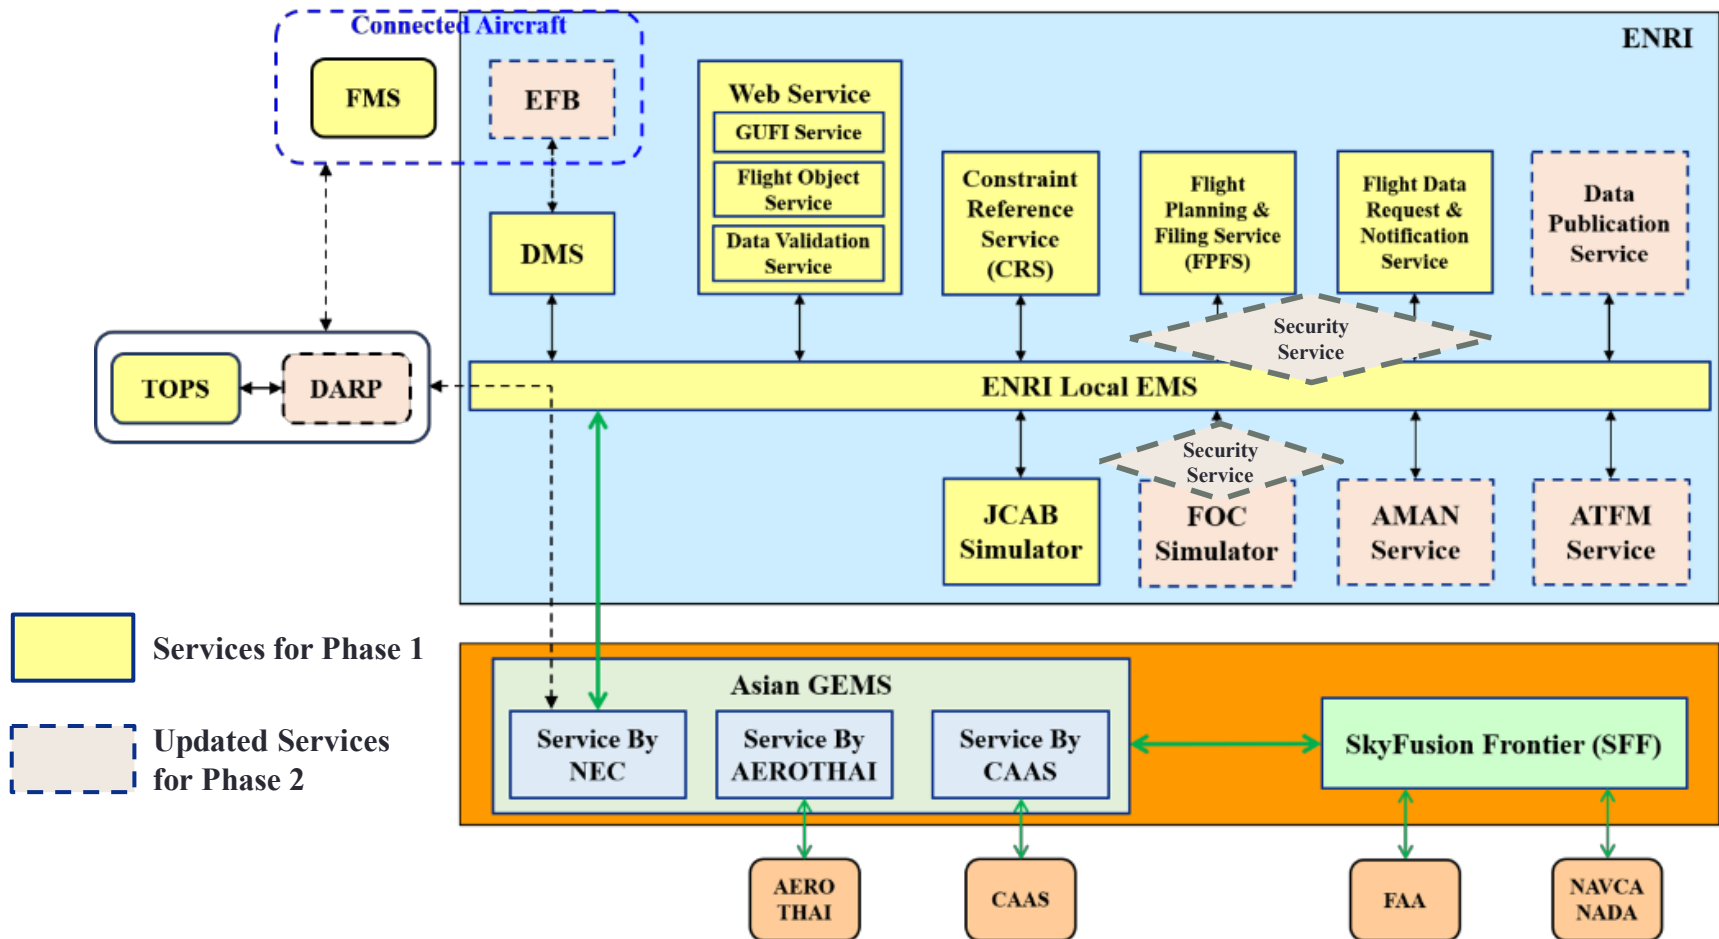 Connected Aircraft
ENRI
FMS
EFB
Web Service
GUFI Service
Flight Object
Service
Data Validation
Service
Constraint
Reference
Service
(CRS)
Flight
Planning &
Filing Service
(FPFS)
Flight Data
Request &
Notification
Service
Data
Publication
Service
DMS
Security
Service
TOPS
DARP
ENRI Local EMS
Security
Service
JCAB
Simulator
FOC
Simulator
AMAN
Service
ATFM
Service
Services for Phase 1
Updated Services
for Phase 2
Asian GEMS
Service By
NEC
Service By
AEROTHAI
Service By
CAAS
SkyFusion Frontier (SFF)
AERO
THAI
CAAS
FAA
NAVCA
NADA